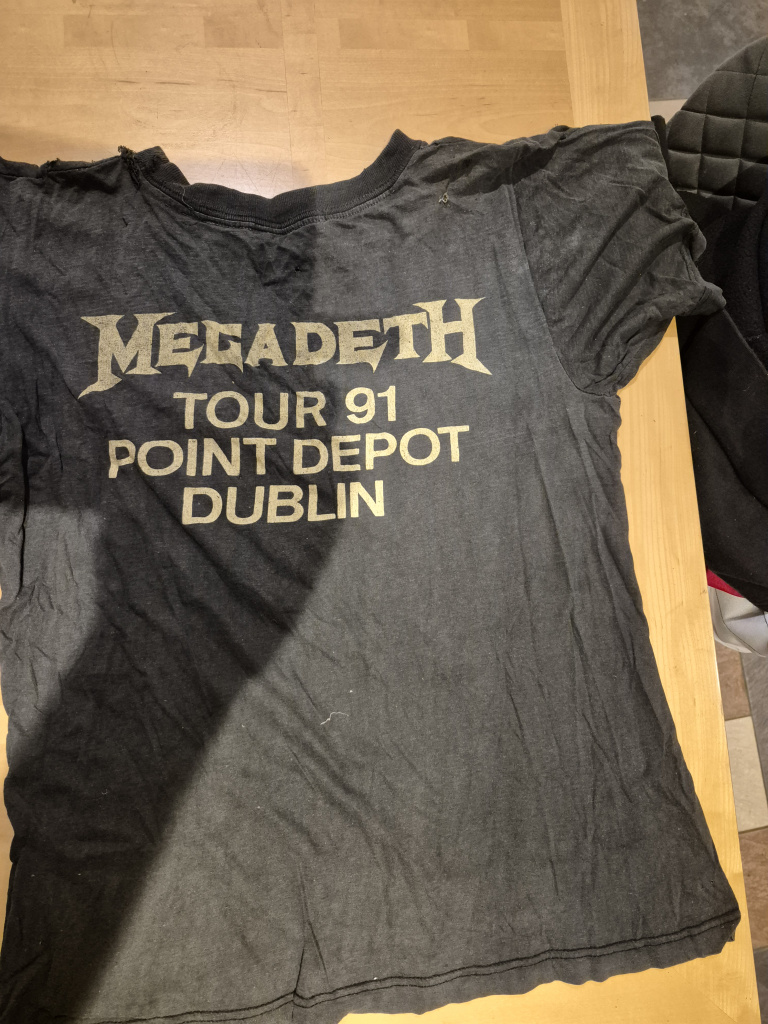 MEGADETH
TOUR 91
POINT DEPOT
DUBLIN